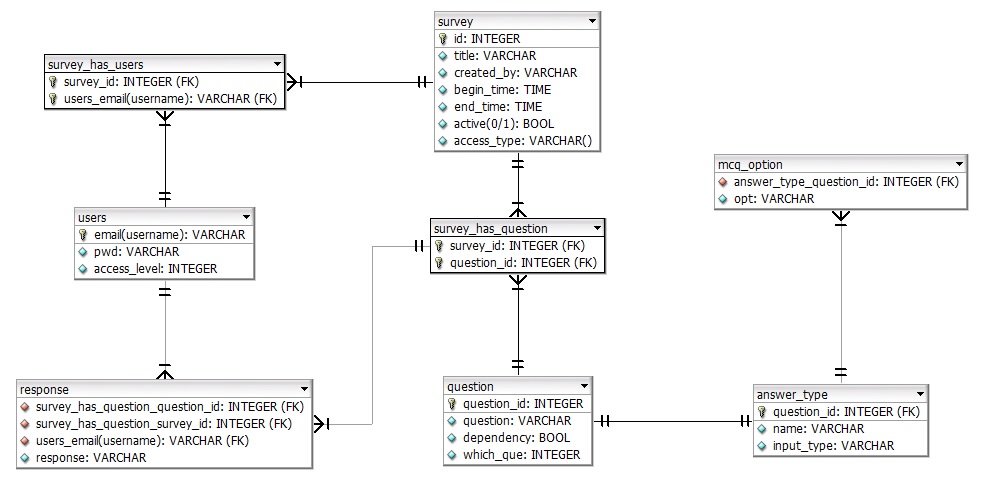 survey
id: INTEGER
title: VARCHAR
created_by: VARCHAR
begin_time: TIME
end_time: TIME
active(0/1): BOOL
access_type: VARCHAR()
survey_has_users
survey_id: INTEGER (FK)
users_email(username): VARCHAR (FK)
mcq_option
answer_type_question_id: INTEGER (FK)
opt: VARCHAR
users
email(username): VARCHAR
pwd: VARCHAR
access_level: INTEGER
survey_has_question
survey_id: INTEGER (FK)
question_id: INTEGER (FK)
response
survey_has_question_question_id: INTEGER (FK)
survey_has_question_survey_id: INTEGER (FK)
users_email(username): VARCHAR (FK)
response: VARCHAR
question
question_id: INTEGER
question: VARCHAR
dependency: BOOL
which_que: INTEGER
answer_type
question_id: INTEGER (FK)
name: VARCHAR
input_type: VARCHAR